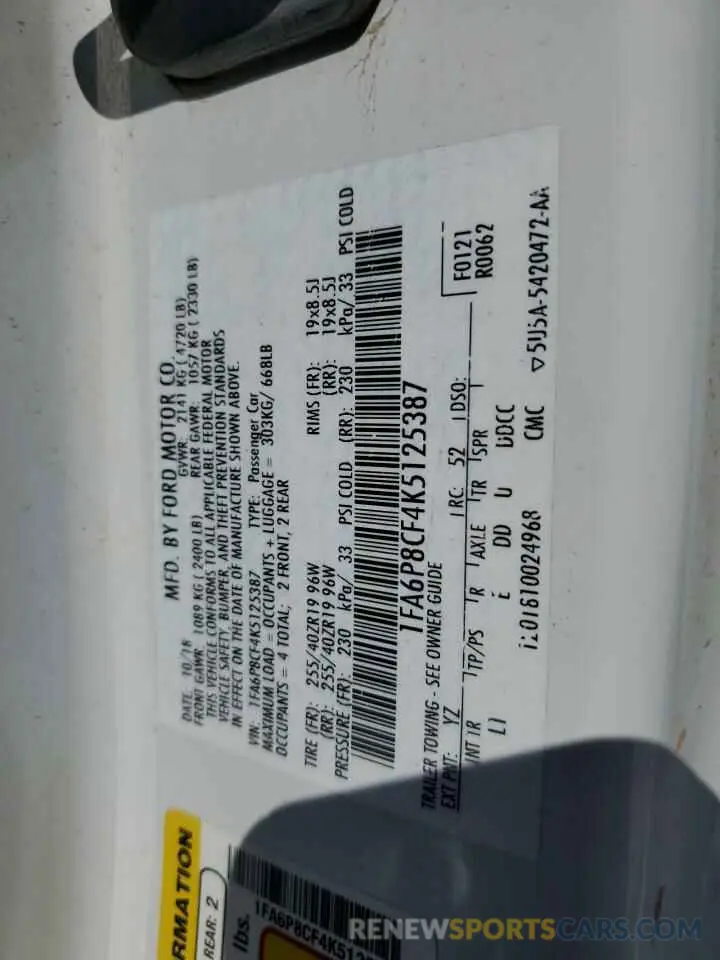 MFD. BY FORD MOTOR CO.
DATE: 10/18 GVWR: 2141 KG ( 4720 LB)
FRONT GAWR: 1089 KG ( 2400 LB) REAR GAWR: 1057 KG ( 2330 LB)
THIS VEHICLE CONFORMS TO ALL APPLICABLE FEDERAL MOTOR
VEHICLE SAFETY, BUMPER, AND THEFT PREVENTION STANDARDS
IN EFFECT ON THE DATE OF MANUFACTURE SHOWN ABOVE.
VIN: 1FA6P8CF4K5125387 TYPE: Passenger Car
MAXIMUM LOAD = OCCUPANTS + LUGGAGE = 303KG/ 668LB
OCCUPANTS = 4 TOTAL; 2 FRONT, 2 REAR
TIRE (FR): 255/40ZR19 96W RIMS (FR): 19x8.5J
(RR): 255/40ZR19 96W (RR): 19x8.5J
PRESSURE (FR): 230 kPa/ 33 PSI COLD (RR): 230 kPa/ 33 PSI COLD
1FA6P8CF4K5125387
TRAILER TOWING - SEE OWNER GUIDE
EXT PNT: YZ RC: 52 DSO: F0121
R0062
INT TR TP/PS R AXLE TR SPR
LI E DD U DDCC
CMC
▽5U5A-5420472-AA
RMATION
REAR: 2
lbs.
RENEWSPORTSCARS.COM